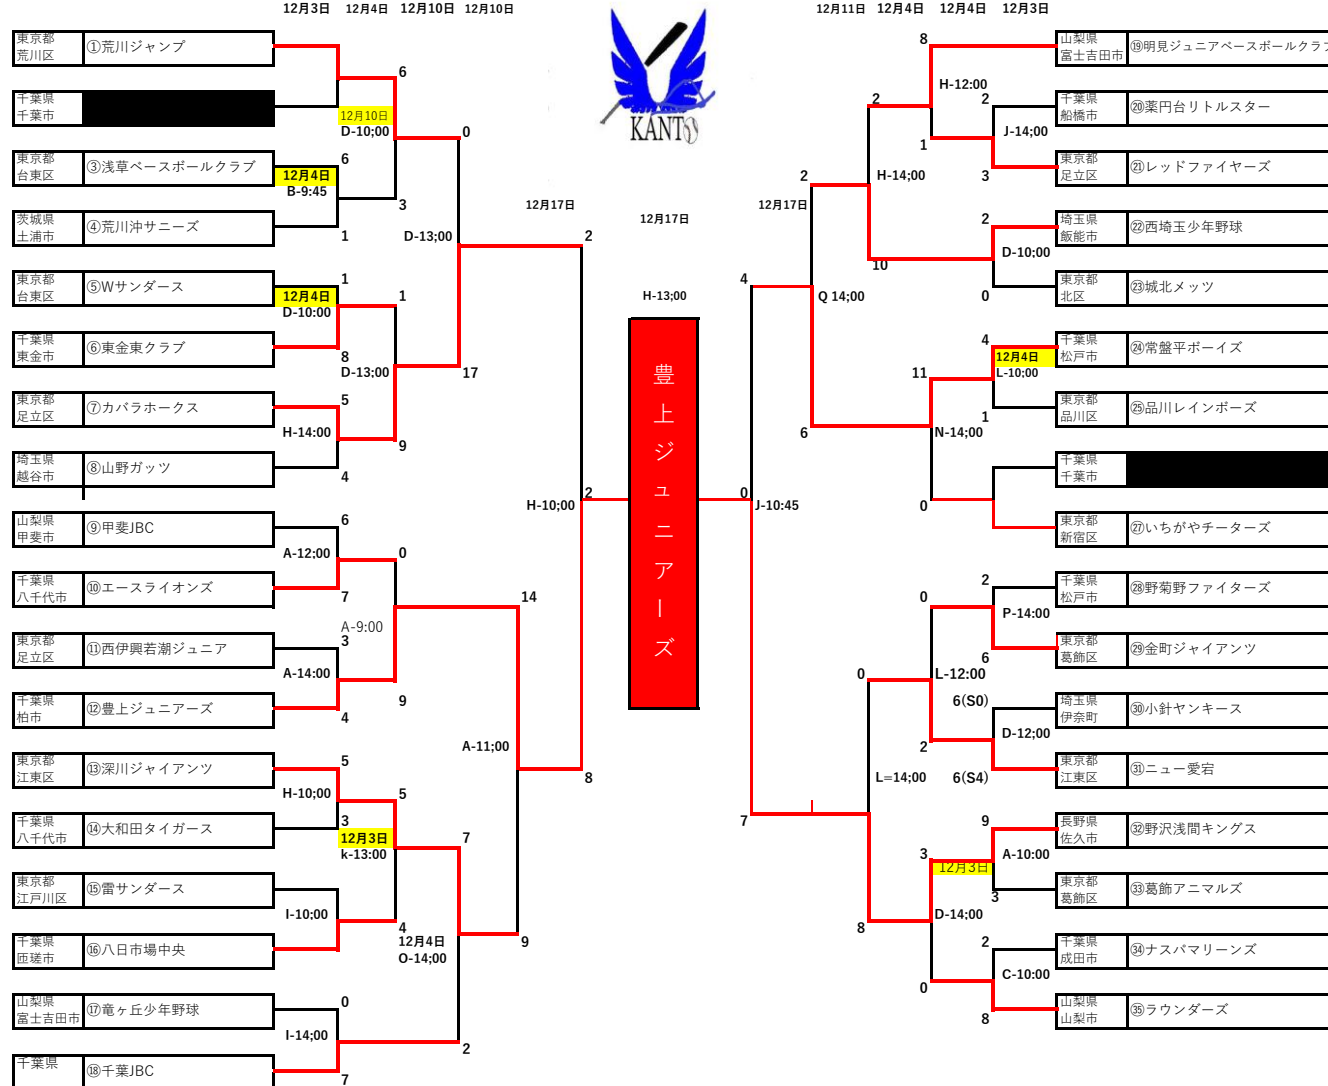 12月3日
12月4日
12月10日
12月10日
12月11日
12月4日
12月4日
12月3日
KANTO
東京都
荒川区
①荒川ジャンプ
千葉県
千葉市
6
12月10日
D-10;00
0
東京都
台東区
③浅草ベースボールクラブ
6
12月4日
B-9:45
茨城県
土浦市
④荒川沖サニーズ
1
3
D-13;00
東京都
台東区
⑤Wサンダース
1
12月4日
D-10:00
1
千葉県
東金市
⑥東金東クラブ
8
D-13:00
17
東京都
足立区
⑦カバラホークス
5
H-14:00
9
埼玉県
越谷市
⑧山野ガッツ
4
山梨県
甲斐市
⑨甲斐JBC
6
A-12:00
0
千葉県
八千代市
⑩エースライオンズ
7
A-9:00
14
東京都
足立区
⑪西伊興若潮ジュニア
3
A-14:00
9
千葉県
柏市
⑫豊上ジュニアーズ
4
A-11;00
東京都
江東区
⑬深川ジャイアンツ
5
H-10;00
5
千葉県
八千代市
⑭大和田タイガース
3
12月3日
k-13:00
7
東京都
江戸川区
⑮雷サンダース
I-10;00
4
千葉県
匝瑳市
⑯八日市場中央
12月4日
O-14;00
9
山梨県
富士吉田市
⑰竜ヶ丘少年野球
0
I-14;00
2
千葉県
⑱千葉JBC
7
12月17日
2
H-10;00
2
8
12月17日
H-13;00
豊上ジュニアーズ
12月17日
4
0
J-10:45
7
2
Q 14;00
6
山梨県
富士吉田市
⑲明見ジュニアベースボールクラブ
8
H-12:00
2
千葉県
船橋市
⑳薬円台リトルスター
2
J-14;00
1
東京都
足立区
㉑レッドファイヤーズ
3
H-14;00
埼玉県
飯能市
㉒西埼玉少年野球
2
D-10;00
10
東京都
北区
㉓城北メッツ
0
千葉県
松戸市
㉔常盤平ボーイズ
4
12月4日
L-10;00
11
東京都
品川区
㉕品川レインボーズ
1
N-14;00
千葉県
千葉市
0
東京都
新宿区
㉗いちがやチーターズ
千葉県
松戸市
㉘野菊野ファイターズ
2
P-14:00
0
東京都
葛飾区
㉙金町ジャイアンツ
6
L-12:00
0
埼玉県
伊奈町
㉚小針ヤンキース
6(S0)
D-12;00
2
東京都
江東区
㉛ニュー愛宕
6(S4)
L=14;00
長野県
佐久市
㉜野沢浅間キングス
9
A-10:00
3
12月3日
東京都
葛飾区
㉝葛飾アニマルズ
3
D-14:00
8
千葉県
成田市
㉞ナスパマリーンズ
2
C-10:00
0
山梨県
山梨市
㉟ラウンダーズ
8